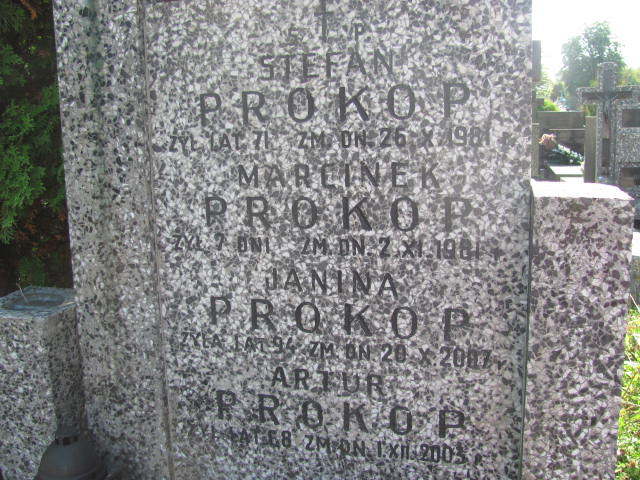 Ś P
STEFAN
PROKOP
ŻYŁ LAT 71 ZM. DN. 26.X.1981
MARCINEK
PROKOP
ŻYŁ 7 DNI ZM. DN. 2.XI.1981
JANINA
PROKOP
ŻYŁA LAT 94 ZM DN 20 X 2007
ARTUR
PROKOP
ŻYŁ LAT 68 ZM. DN. 1 XII. 2003